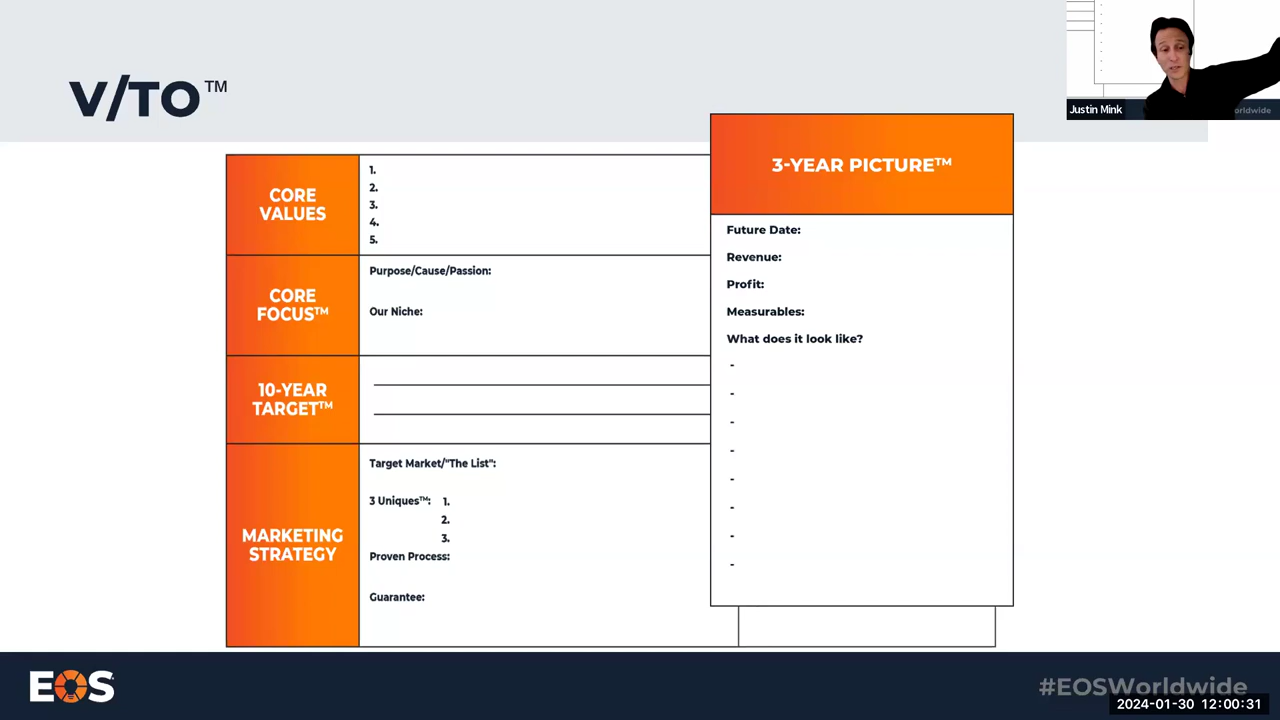 V/TO™
Justin Mink
orldwide
CORE
VALUES
1.
2.
3.
4.
5.
CORE
FOCUS™
Purpose/Cause/Passion:
Our Niche:
10-YEAR
TARGET™
MARKETING
STRATEGY
Target Market/"The List":
3 Uniques™: 1.
2.
3.
Proven Process:
Guarantee:
3-YEAR PICTURE™
Future Date:
Revenue:
Profit:
Measurables:
What does it look like?
-
-
-
-
-
-
-
-
EOS
#EOSWorldwide
2024-01-30 12:00:31